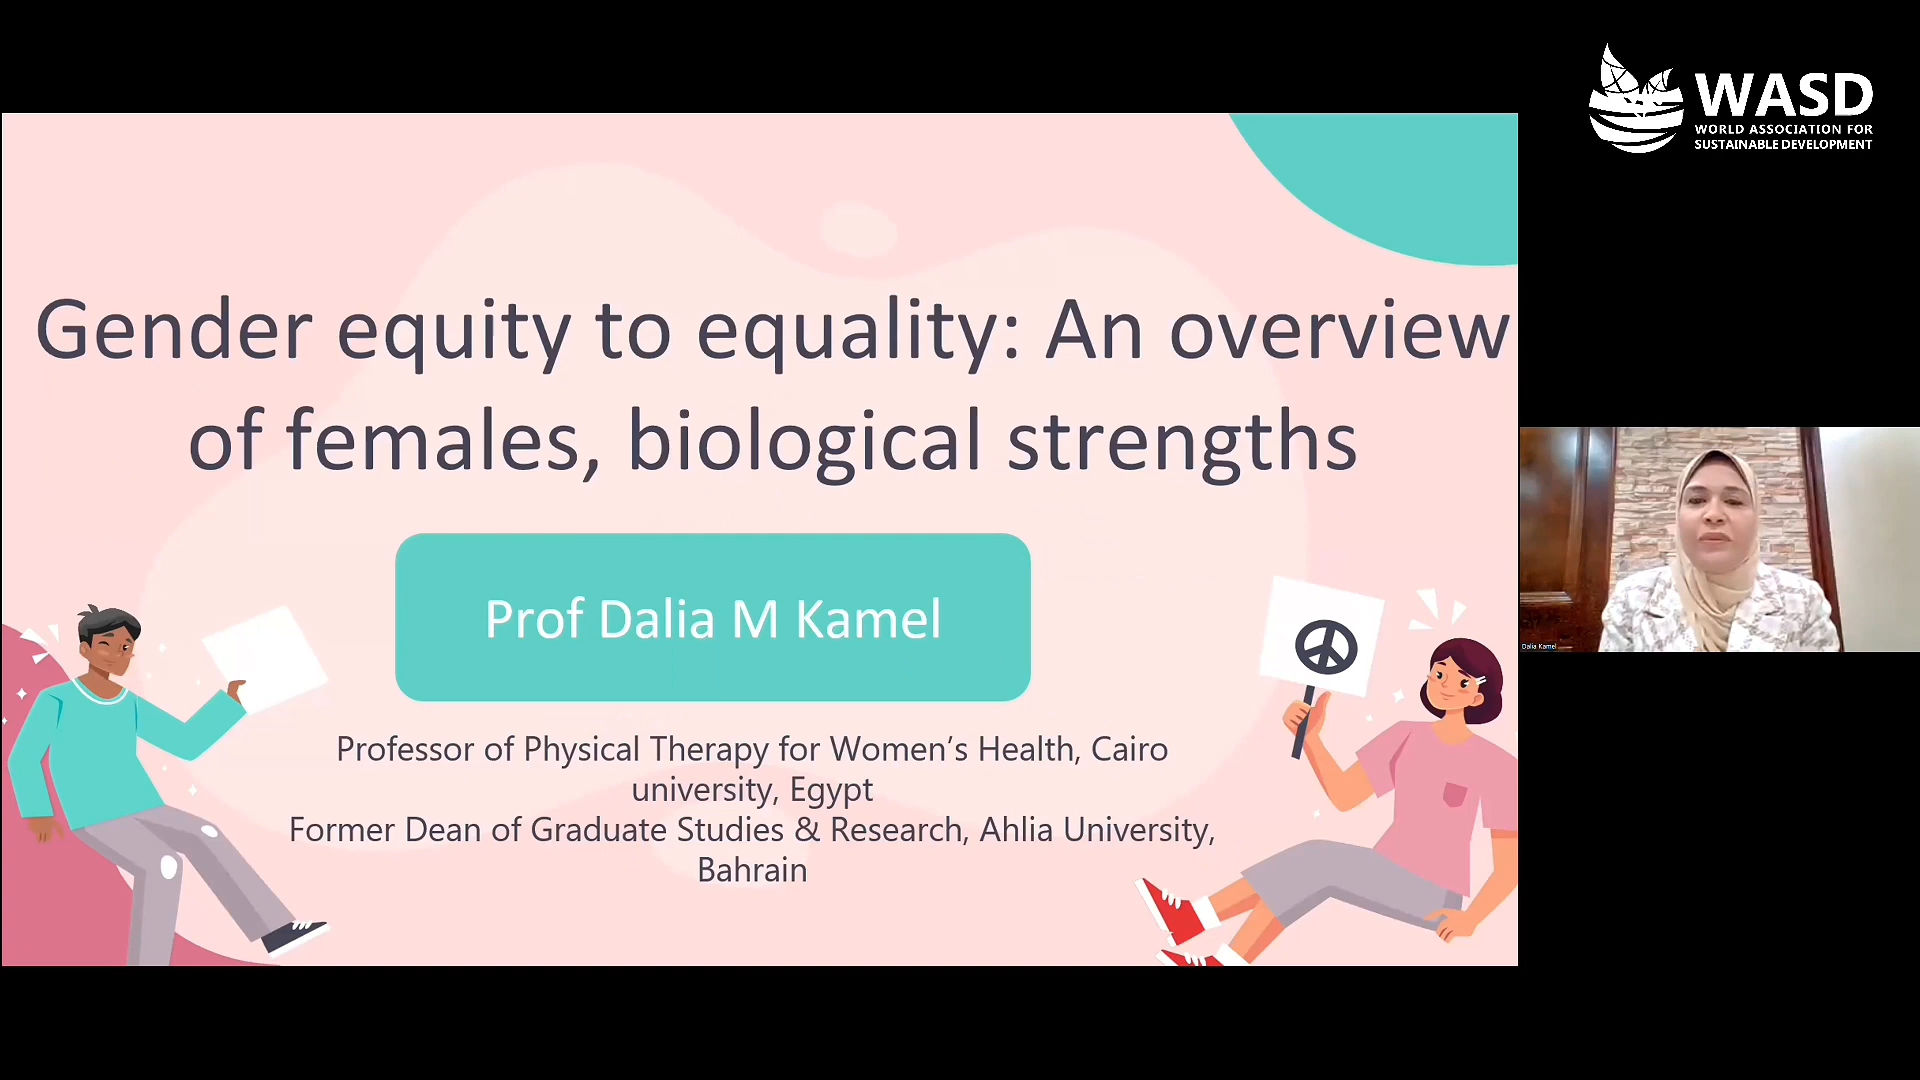 WASD
WORLD ASSOCIATION FOR
SUSTAINABLE DEVELOPMENT
Gender equity to equality: An overview
of females, biological strengths
Prof Dalia M Kamel
Professor of Physical Therapy for Women’s Health, Cairo
university, Egypt
Former Dean of Graduate Studies & Research, Ahlia University,
Bahrain
Dalia Kamel